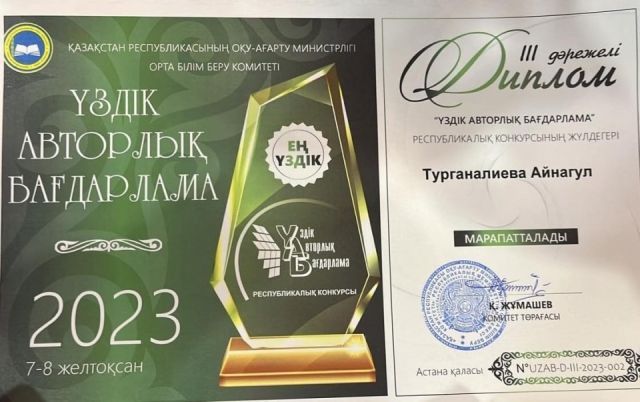 ҚАЗАҚСТАН РЕСПУБЛИКАСЫНЫҢ ОҚУ-АҒАРТУ МИНИСТРЛІГІ
ОРТА БІЛІМ БЕРУ КОМИТЕТІ
ҮЗДІК
АВТОРЛЫҚ
БАҒДАРЛАМА
2023
7-8 желтоқсан
ЕҢ
ҮЗДІК
Үздік
Авторлық
Бағдарлама
РЕСПУБЛИКАЛЫҚ КОНКУРСЫ
III дәрежелі
Диплом
"ҮЗДІК АВТОРЛЫҚ БАҒДАРЛАМА"
РЕСПУБЛИКАЛЫҚ КОНКУРСЫНЫҢ ЖҮЛДЕГЕРІ
Турганалиева Айнагул
МАРАПАТТАЛАДЫ
Қ. ЖҰМАШЕВ
КОМИТЕТ ТӨРАҒАСЫ
Астана қаласы
N°UZAB-D-III-2023-002